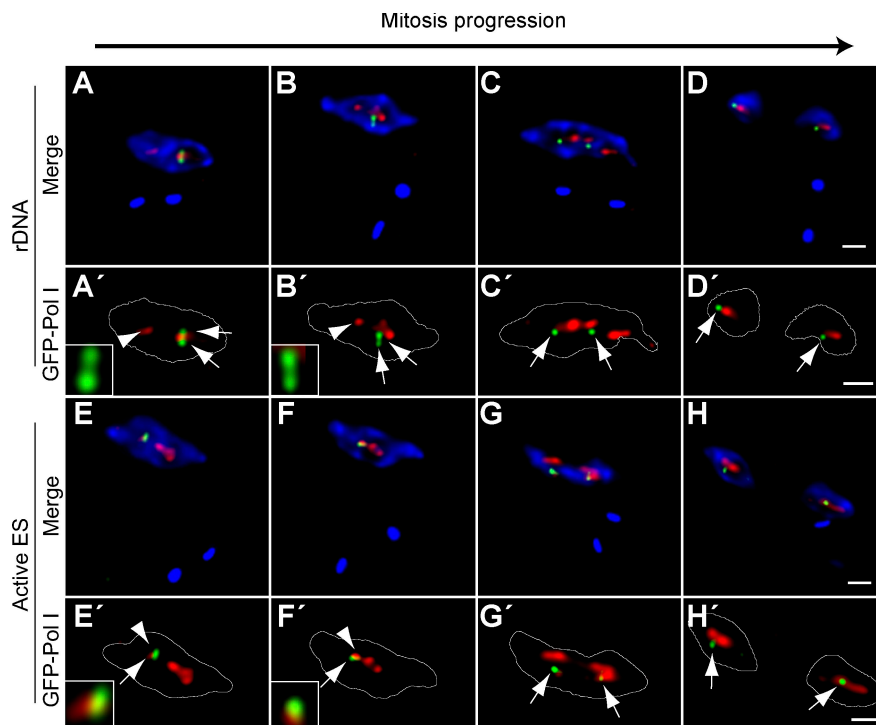 Mitosis progression
A B C D
rDNA
Merge
A´ B´ C´ D´
GFP-Pol I
E F G H
Active ES
Merge
E´ F´ G´ H´
GFP-Pol I